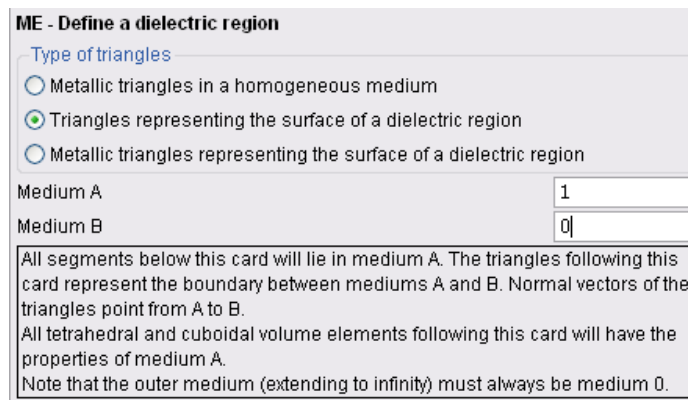 ME - Define a dielectric region
Type of triangles
Metallic triangles in a homogeneous medium
Triangles representing the surface of a dielectric region
Metallic triangles representing the surface of a dielectric region
Medium A 1
Medium B 0
All segments below this card will lie in medium A. The triangles following this
card represent the boundary between mediums A and B. Normal vectors of the
triangles point from A to B.
All tetrahedral and cuboidal volume elements following this card will have the
properties of medium A.
Note that the outer medium (extending to infinity) must always be medium 0.